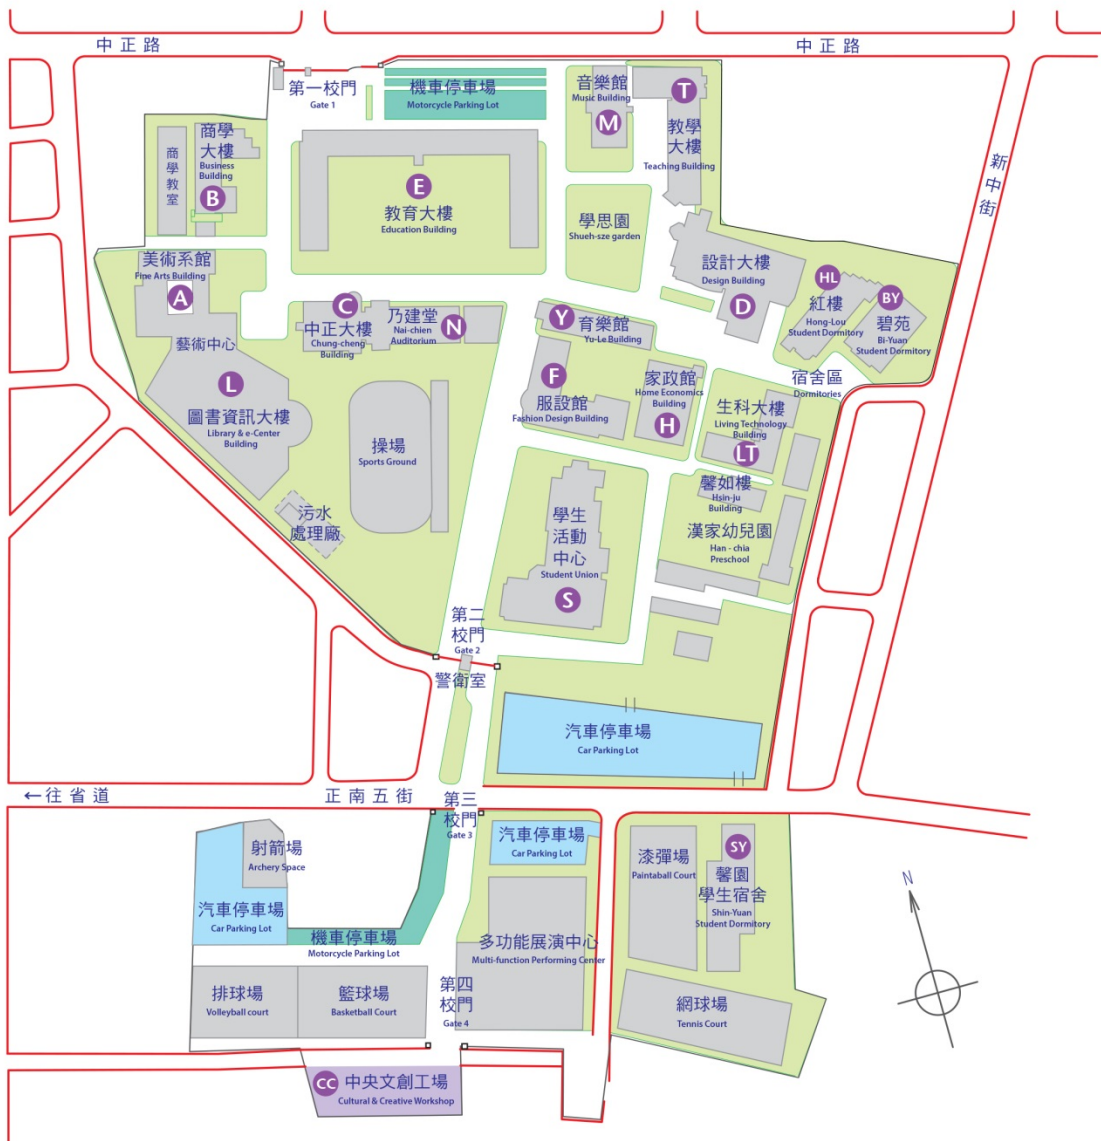 中正路
中正路
第一校門
Gate 1
機車停車場
Motorcycle Parking Lot
音樂館
Music Building
M
T
教學
大樓
Teaching Building
新中街
商學教室
商學
大樓
Business
Building
B
E
教育大樓
Education Building
學思園
Shueh-sze garden
美術系館
Fine Arts Building
A
設計大樓
Design Building
D
HL
紅樓
Hong-Lou
Student Dormitory
BY
碧苑
Bi-Yuan
Student Dormitory
C
中正大樓
Chung-cheng
Building
乃建堂
Nai-chien
Auditorium
N
Y
育樂館
Yu-Le Building
藝術中心
L
圖書資訊大樓
Library & e-Center
Building
F
服設館
Fashion Design Building
家政館
Home Economics
Building
H
宿舍區
Dormitories
生科大樓
Living Technology
Building
LT
操場
Sports Ground
馨如樓
Hsin-ju
Building
污水
處理廠
學生
活動
中心
Student Union
S
漢家幼兒園
Han - chia
Preschool
第二
校門
Gate 2
警衛室
汽車停車場
Car Parking Lot
←往省道
正南五街
第三
校門
Gate 3
汽車停車場
Car Parking Lot
射箭場
Archery Space
漆彈場
Paintaball Court
SY
馨園
學生宿舍
Shin-Yuan
Student Dormitory
N
汽車停車場
Car Parking Lot
機車停車場
Motorcycle Parking Lot
多功能展演中心
Multi-function Performing Center
排球場
Volleyball court
籃球場
Basketball Court
第四
校門
Gate 4
網球場
Tennis Court
CC
中央文創工場
Cultural & Creative Workshop